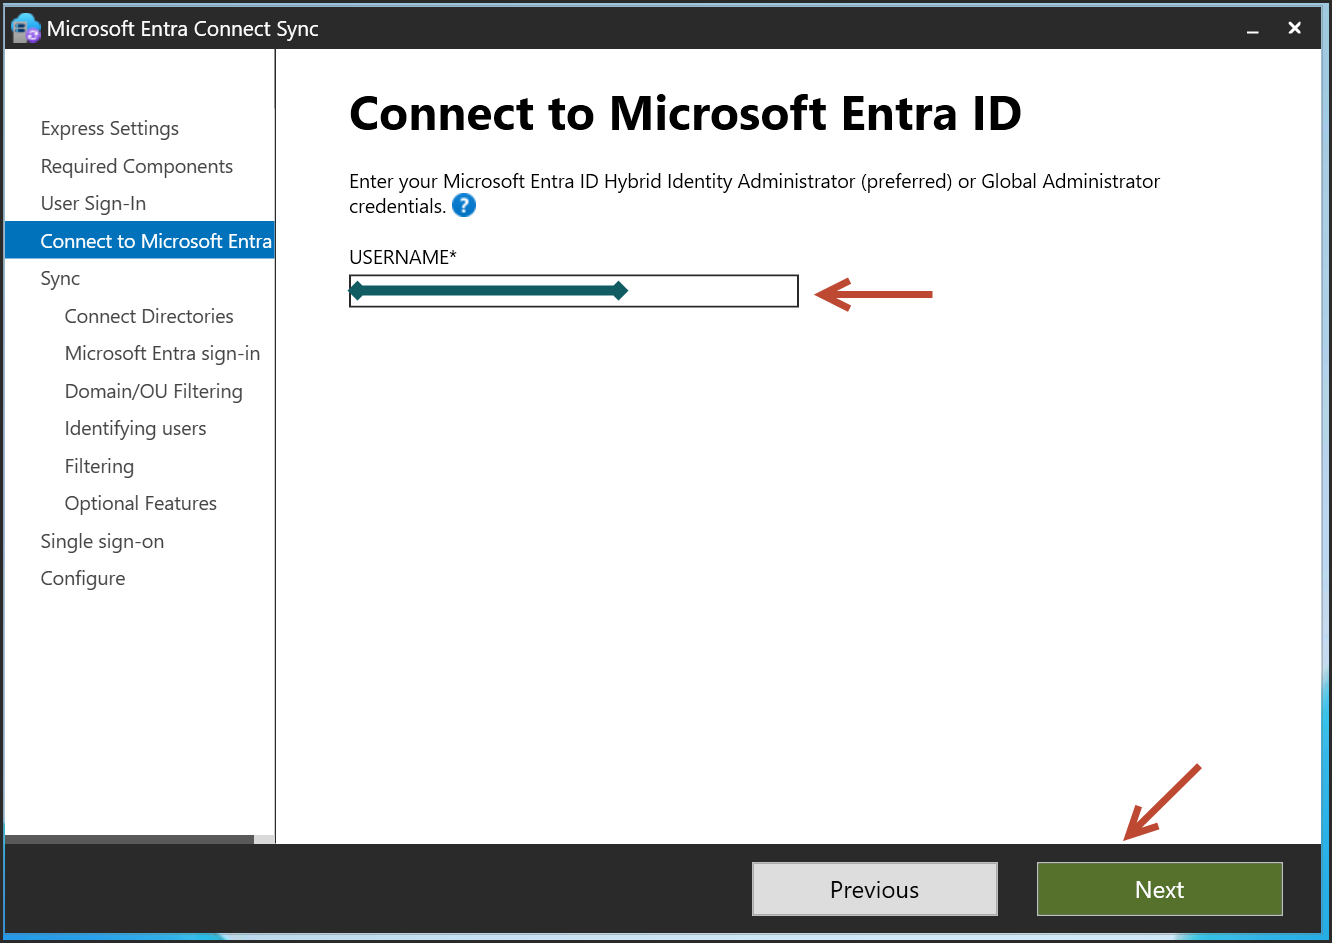 Microsoft Entra Connect Sync
Express Settings
Required Components
User Sign-In
Connect to Microsoft Entra
Sync
Connect Directories
Microsoft Entra sign-in
Domain/OU Filtering
Identifying users
Filtering
Optional Features
Single sign-on
Configure
Connect to Microsoft Entra ID
Enter your Microsoft Entra ID Hybrid Identity Administrator (preferred) or Global Administrator
credentials. ?
USERNAME*
Previous
Next